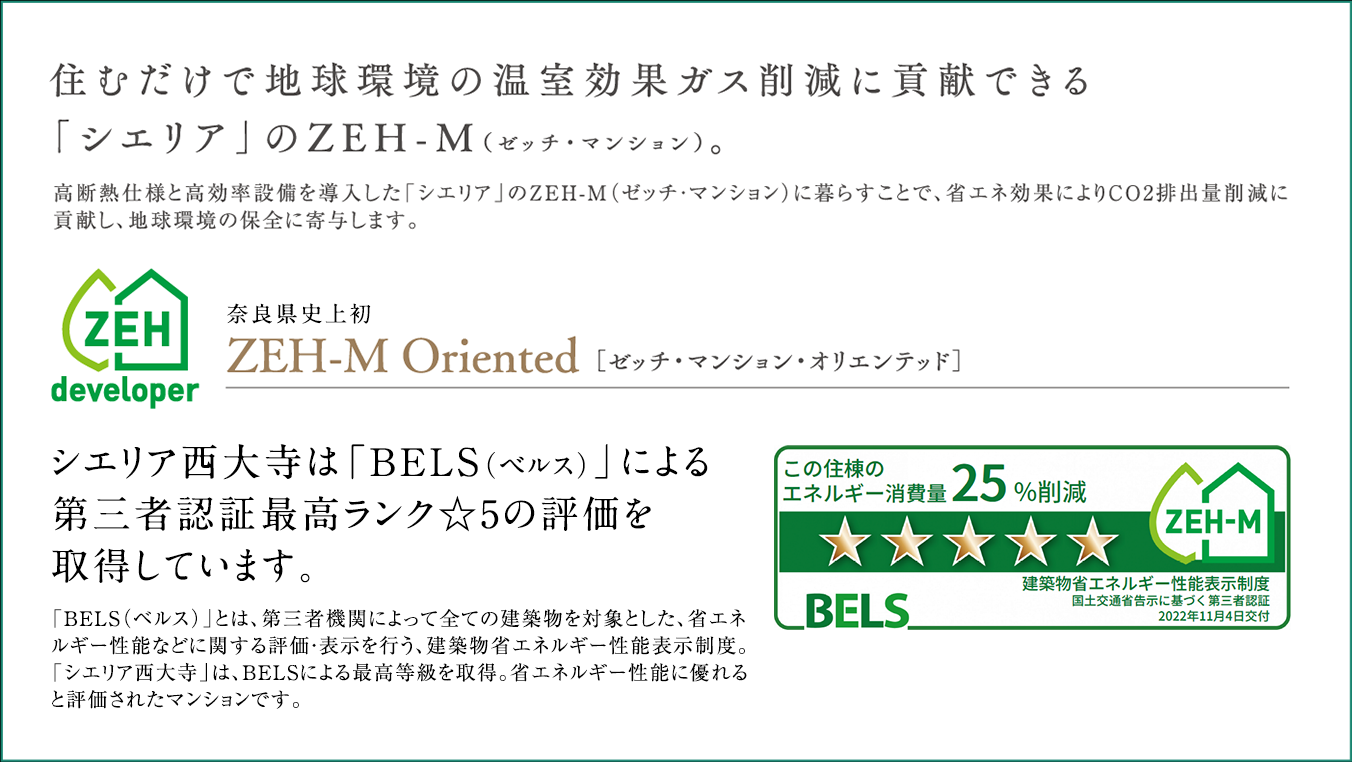 住むだけで地球環境の温室効果ガス削減に貢献できる
「シエリア」のZEH-M（ゼッチ・マンション）。
高断熱仕様と高効率設備を導入した「シエリア」のZEH-M（ゼッチ・マンション）に暮らすことで、省エネ効果によりCO2排出量削減に
貢献し、地球環境の保全に寄与します。
ZEH
developer
奈良県史上初
ZEH-M Oriented［ゼッチ・マンション・オリエンテッド］
シエリア西大寺は「BELS（ベルス）」による
第三者認証最高ランク☆5の評価を
取得しています。
「BELS（ベルス）」とは、第三者機関によって全ての建築物を対象とした、省エネ
ルギー性能などに関する評価・表示を行う、建築物省エネルギー性能表示制度。
「シエリア西大寺」は、BELSによる最高等級を取得。省エネルギー性能に優れる
と評価されたマンションです。
この住棟の
エネルギー消費量 25 %削減
ZEH-M
建築物省エネルギー性能表示制度
国土交通省告示に基づく第三者認証
2022年11月4日交付
BELS